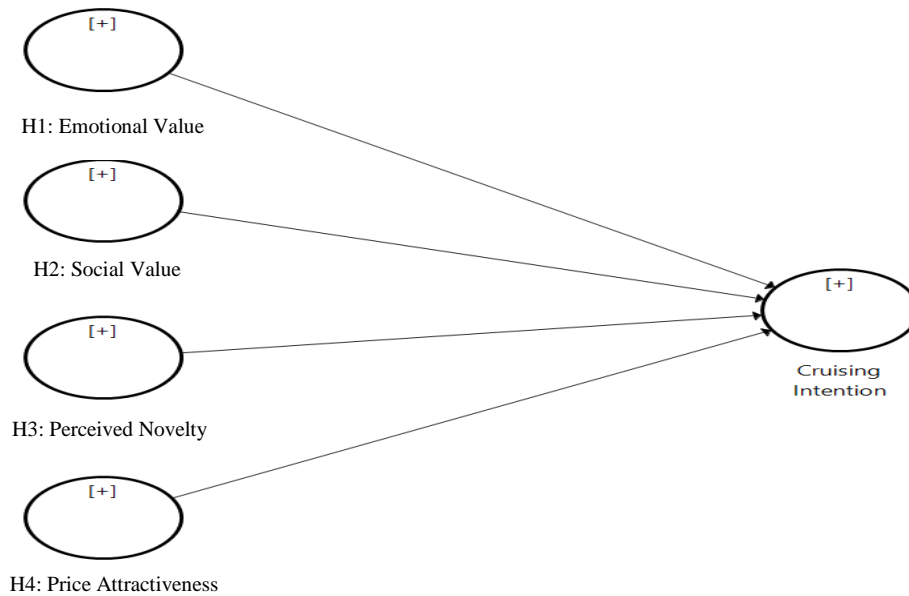 [+]
H1: Emotional Value
[+]
H2: Social Value
[+]
H3: Perceived Novelty
[+]
H4: Price Attractiveness
[+]
Cruising
Intention